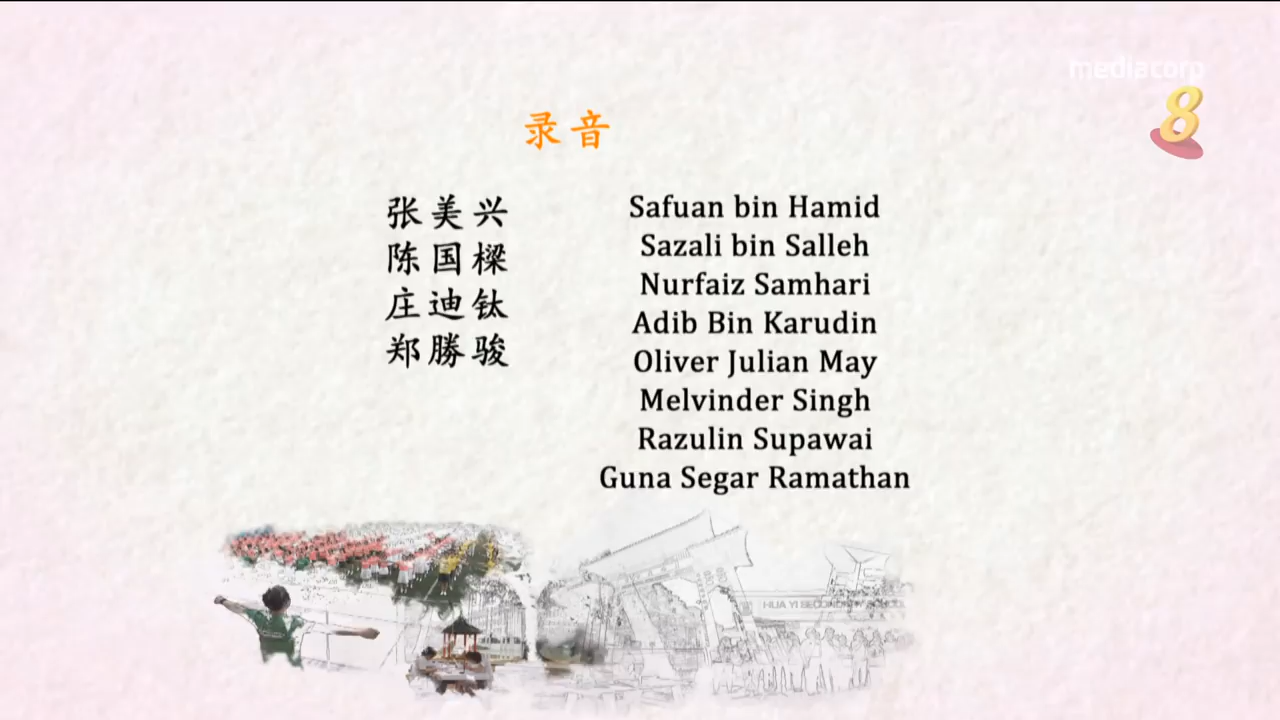 mediacorp
8
录音
张美兴
陈国樑
庄迪钛
郑勝骏
Safuan bin Hamid
Sazali bin Salleh
Nurfaiz Samhari
Adib Bin Karudin
Oliver Julian May
Melvinder Singh
Razulin Supawai
Guna Segar Ramathan
HUA YI SECONDARY SCHOOL